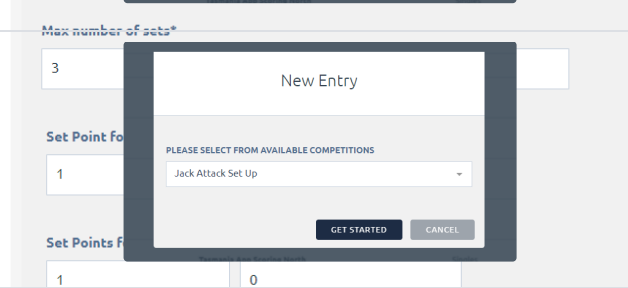 Max number of sets*
3
New Entry
Set Point fo
PLEASE SELECT FROM AVAILABLE COMPETITIONS
1
Jack Attack Set Up
GET STARTED CANCEL
Set Points f
1 0